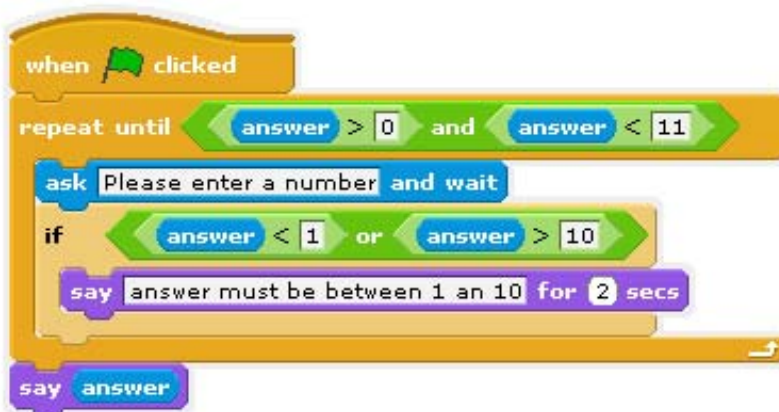 when clicked
repeat until answer > 0 and answer < 11
ask Please enter a number and wait
if answer < 1 or answer > 10
say answer must be between 1 an 10 for 2 secs
say answer